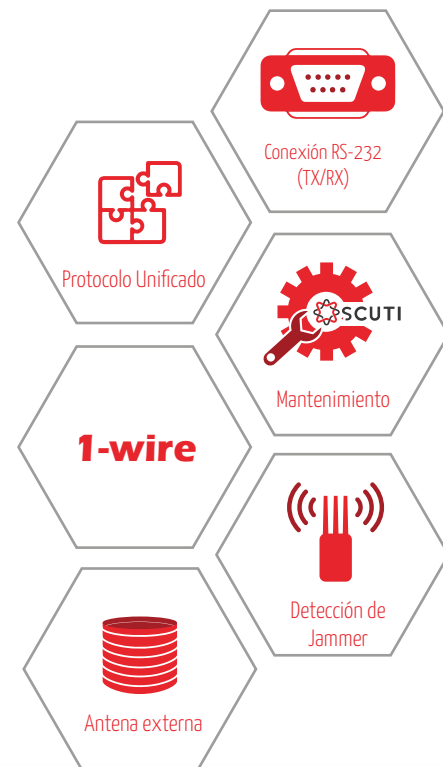 Conexión RS-232
(TX/RX)
Protocolo Unificado
SCUTI
Mantenimiento
1-wire
Detección de
Jammer
Antena externa